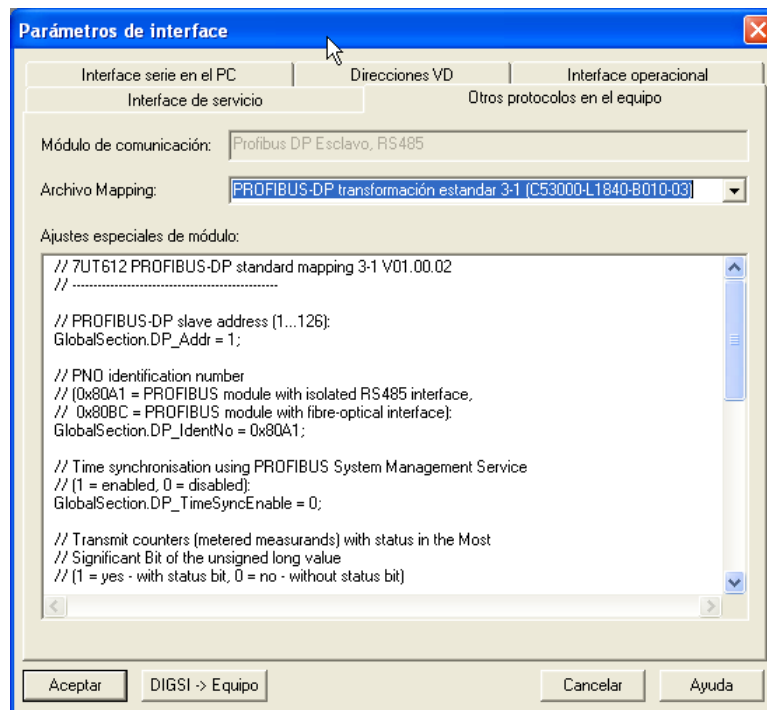 Parámetros de interface
Interface serie en el PC
Direcciones VD
Interface operacional
Interface de servicio
Otros protocolos en el equipo
Módulo de comunicación: Profibus DP Esclavo, RS485
Archivo Mapping: PROFIBUS-DP transformación estandar 3-1 (C53000-L1840-B010-03)
Ajustes especiales de módulo:
// 7UT612 PROFIBUS-DP standard mapping 3-1 V01.00.02
// ------------------------------------------------
// PROFIBUS-DP slave address (1...126):
GlobalSection.DP_Addr = 1;
// PNO identification number
// (0x80A1 = PROFIBUS module with isolated RS485 interface,
// 0x80BC = PROFIBUS module with fibre-optical interface):
GlobalSection.DP_IdentNo = 0x80A1;
// Time synchronisation using PROFIBUS System Management Service
// (1 = enabled, 0 = disabled):
GlobalSection.DP_TimeSyncEnable = 0;
// Transmit counters (metered measurands) with status in the Most
// Significant Bit of the unsigned long value
// (1 = yes - with status bit, 0 = no - without status bit)
Aceptar
DIGSI -> Equipo
Cancelar
Ayuda